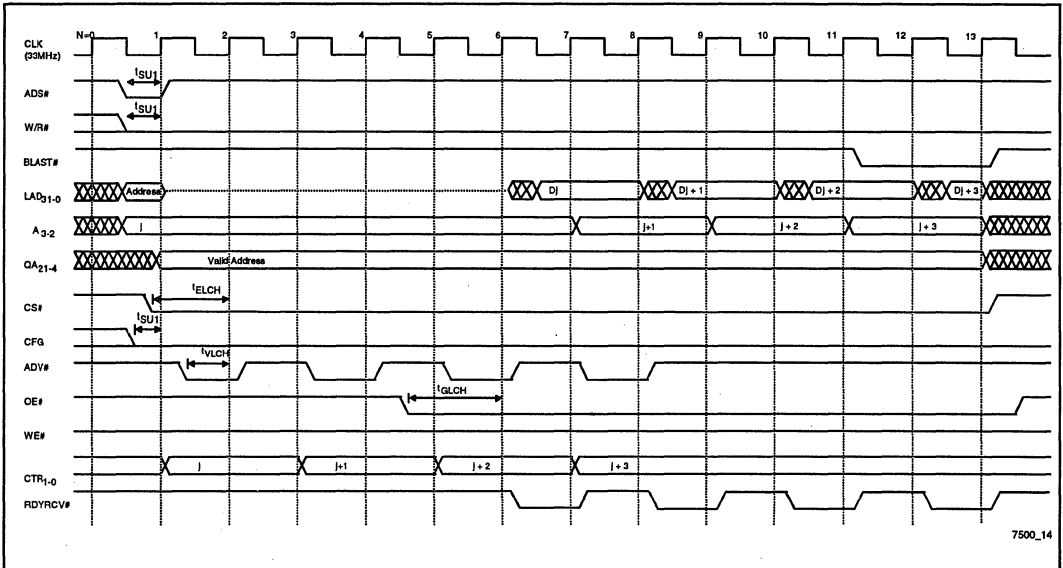 N=0 1 2 3 4 5 6 7 8 9 10 11 12 13
CLK
(33MHz)
tSU1
ADS#
tSU1
W/R#
BLAST#
LAD31-0 Address Dj Dj + 1 Dj + 2 Dj + 3
A3-2 j j+1 j + 2 j + 3
QA21-4 Valid Address
tELCH
CS#
tSU1
CFG
tVLCH
ADV#
tGLCH
OE#
WE#
CTR1-0 j j+1 j + 2 j + 3
RDYRCV#
7500_14